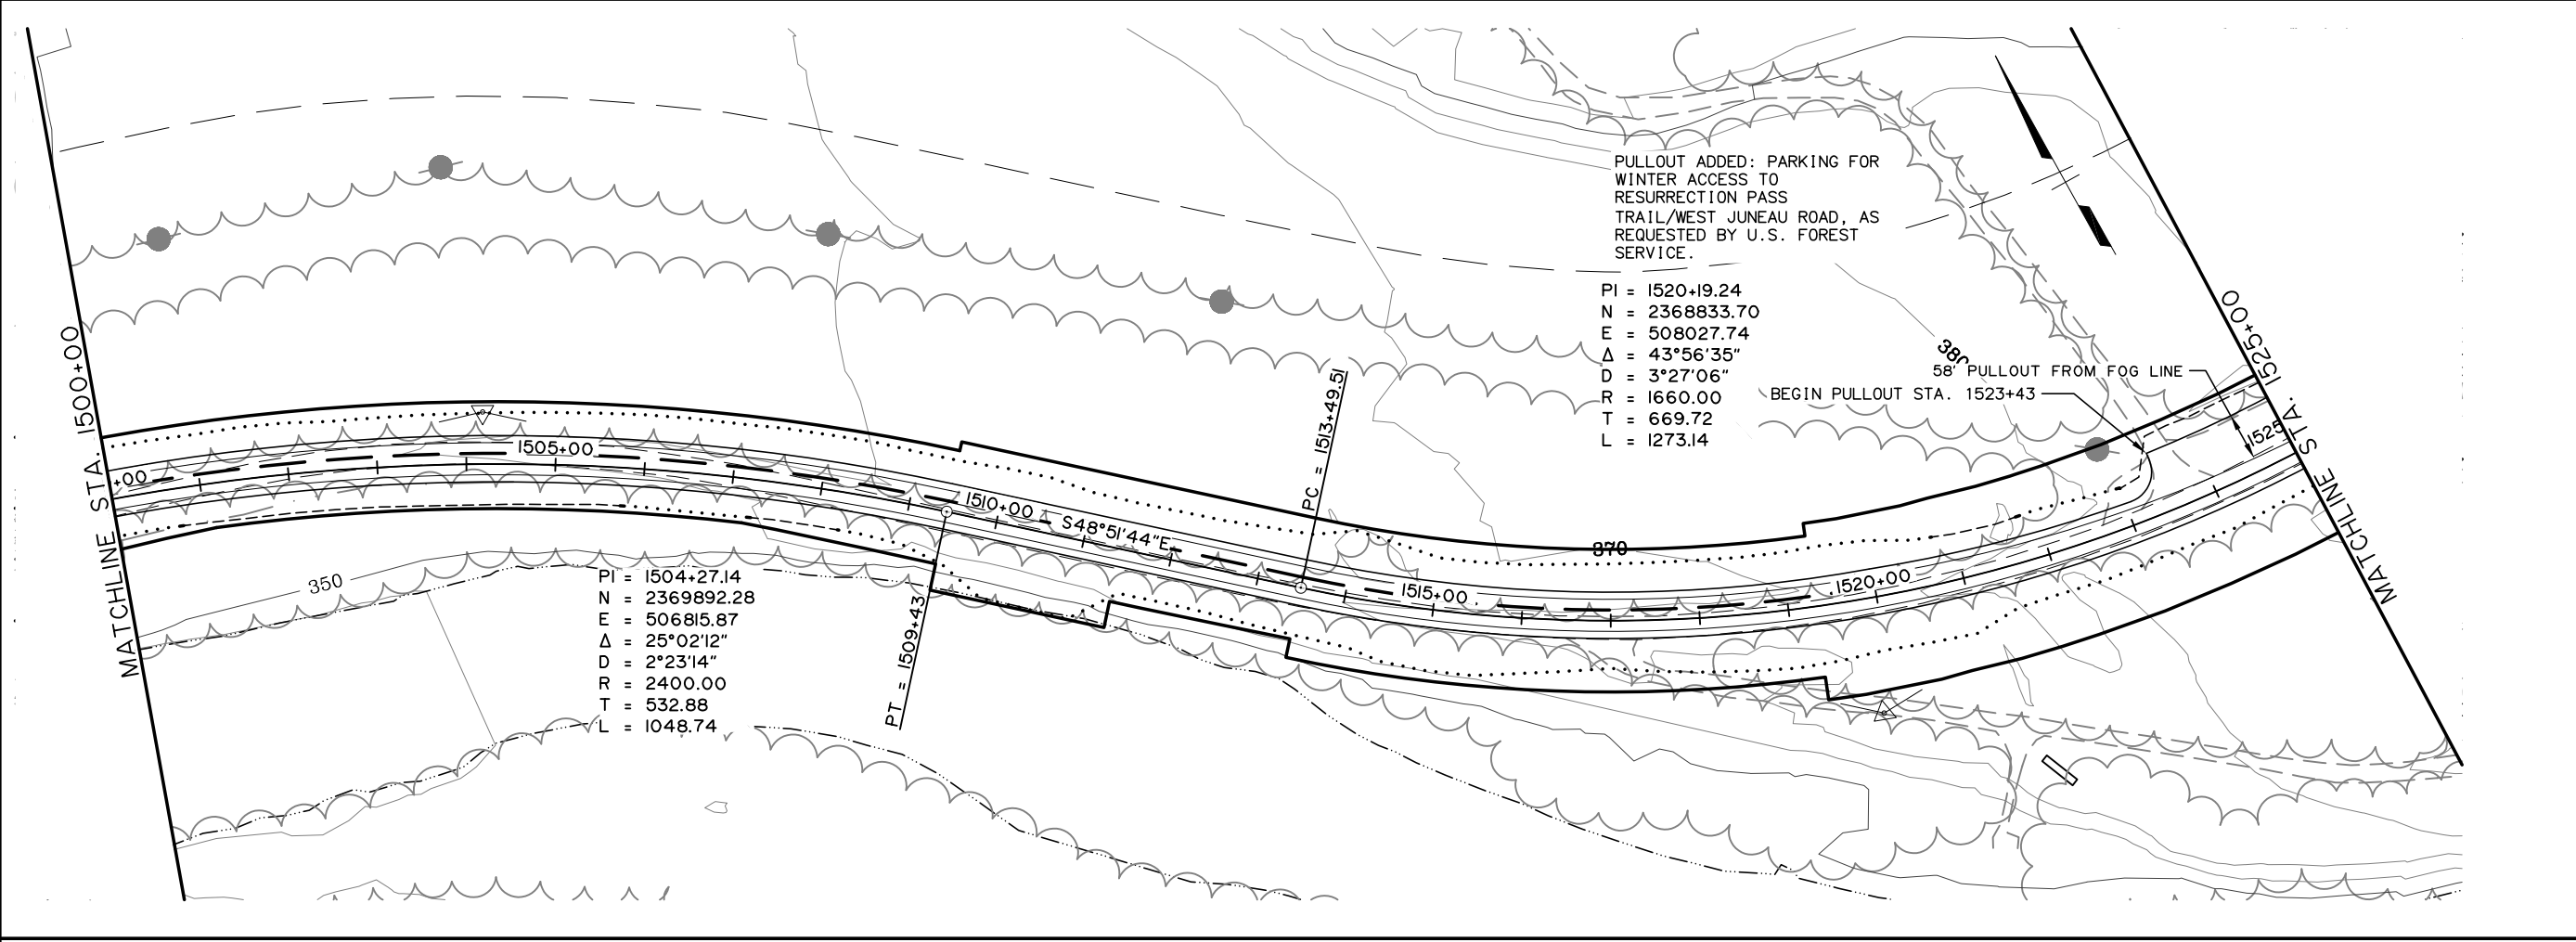 PULLOUT ADDED: PARKING FOR
WINTER ACCESS TO
RESURRECTION PASS
TRAIL/WEST JUNEAU ROAD, AS
REQUESTED BY U.S. FOREST
SERVICE.
PI = 1520+19.24
N = 2368833.70
E = 508027.74
Δ = 43°56'35"
D = 3°27'06"
R = 1660.00
T = 669.72
L = 1273.14
380
58' PULLOUT FROM FOG LINE
BEGIN PULLOUT STA. 1523+43
MATCHLINE STA. 1500+00
MATCHLINE STA. 1525+00
+00
1505+00
1510+00
S48°51'44"E
PC = 1513+49.51
1515+00
370
1520+00
1525
350
PT = 1509+43
PI = 1504+27.14
N = 2369892.28
E = 506815.87
Δ = 25°02'12"
D = 2°23'14"
R = 2400.00
T = 532.88
L = 1048.74